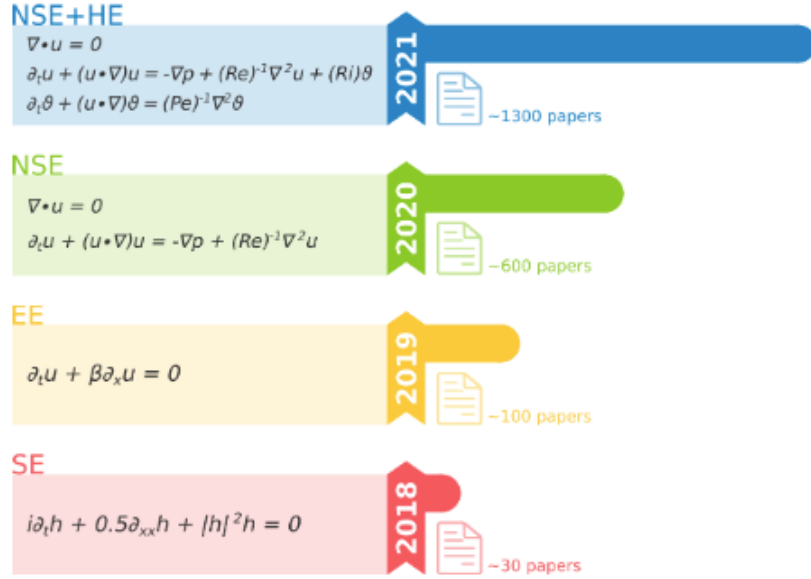 NSE+HE
∇•u = 0
∂ₜu + (u•∇)u = -∇p + (Re)⁻¹∇²u + (Ri)ϑ
∂ₜϑ + (u•∇)ϑ = (Pe)⁻¹∇²ϑ
2021
~1300 papers
NSE
∇•u = 0
∂ₜu + (u•∇)u = -∇p + (Re)⁻¹∇²u
2020
~600 papers
EE
∂ₜu + β∂ₓu = 0
2019
~100 papers
SE
i∂ₜh + 0.5∂ₓₓh + |h|²h = 0
2018
~30 papers